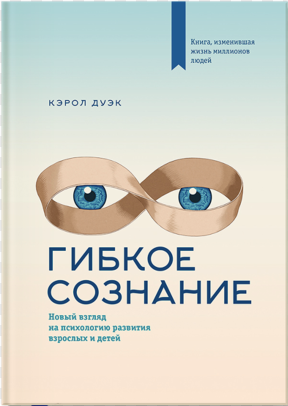 Книга, изменившая
жизнь миллионов
людей
КЭРОЛ ДУЭК
ГИБКОЕ
СОЗНАНИЕ
Новый взгляд
на психологию развития
взрослых и детей